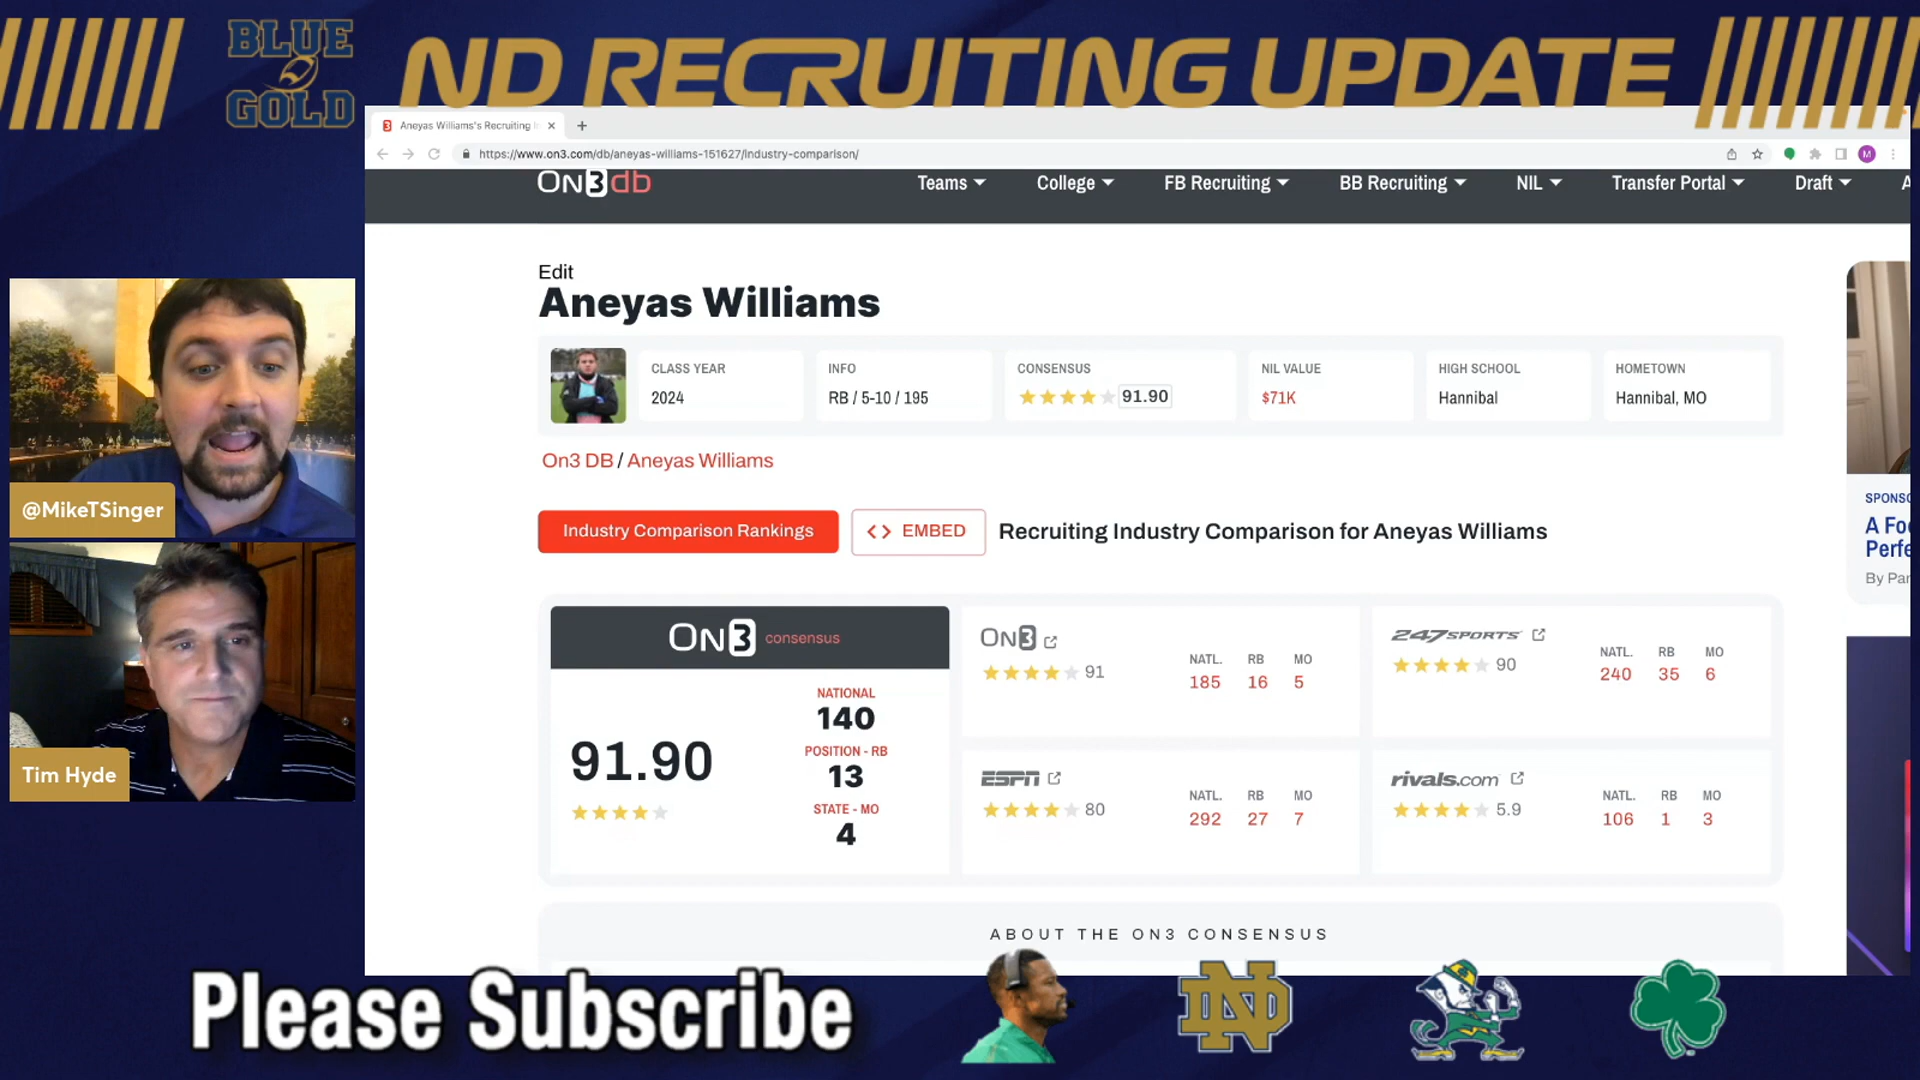 BLUE
GOLD
ND RECRUITING UPDATE
Aneyas Williams's Recruiting
https://www.on3.com/db/aneyas-williams-151627/industry-comparison/
M
ON3db
Teams College FB Recruiting BB Recruiting NIL Transfer Portal Draft A
Edit
Aneyas Williams
CLASS YEAR INFO CONSENSUS NIL VALUE HIGH SCHOOL HOMETOWN
2024 RB / 5-10 / 195 91.90 $71K Hannibal Hannibal, MO
On3 DB / Aneyas Williams
Industry Comparison Rankings <> EMBED Recruiting Industry Comparison for Aneyas Williams
ON3 consensus
91.90
NATIONAL
140
POSITION - RB
13
STATE - MO
4
ON3
91
NATL. RB MO
185 16 5
247SPORTS
90
NATL. RB MO
240 35 6
ESPN
80
NATL. RB MO
292 27 7
rivals.com
5.9
NATL. RB MO
106 1 3
ABOUT THE ON3 CONSENSUS
SPONSO
A Foo
Perfe
By Par
@MikeTSinger
Tim Hyde
Please Subscribe
ND